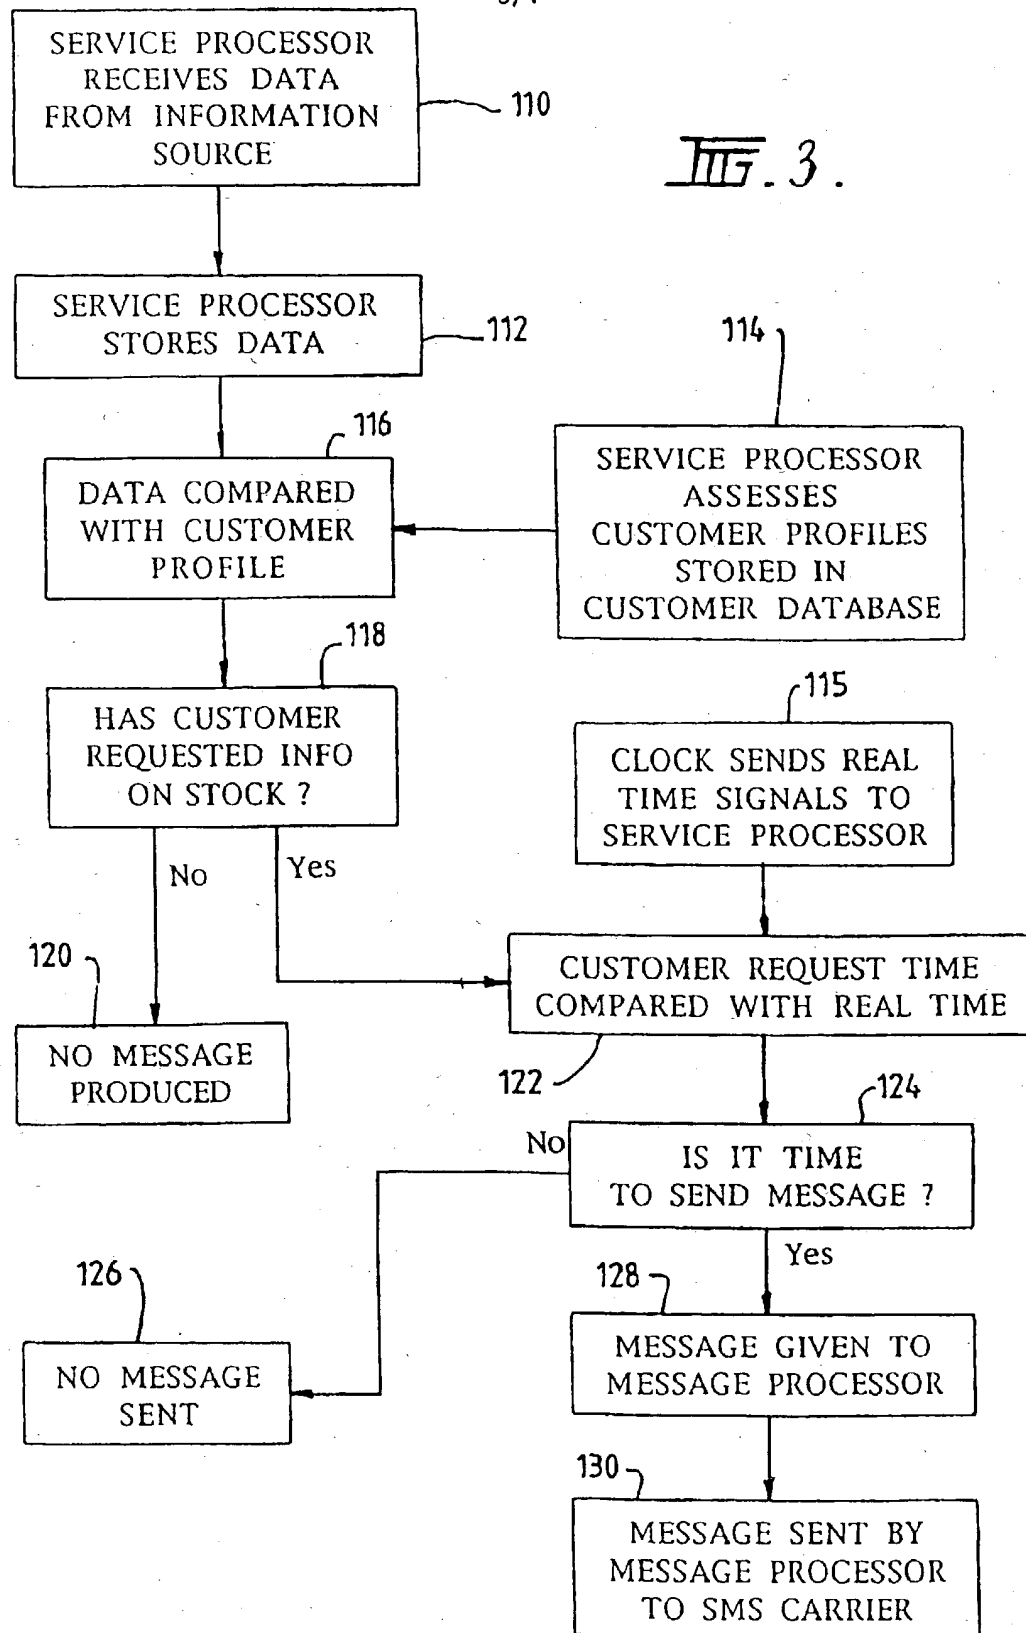 SERVICE PROCESSOR
RECEIVES DATA
FROM INFORMATION
SOURCE
110
FIG. 3.
SERVICE PROCESSOR
STORES DATA
112
114
116
DATA COMPARED
WITH CUSTOMER
PROFILE
SERVICE PROCESSOR
ASSESSES
CUSTOMER PROFILES
STORED IN
CUSTOMER DATABASE
118
HAS CUSTOMER
REQUESTED INFO
ON STOCK ?
115
CLOCK SENDS REAL
TIME SIGNALS TO
SERVICE PROCESSOR
No
Yes
120
NO MESSAGE
PRODUCED
CUSTOMER REQUEST TIME
COMPARED WITH REAL TIME
122
124
No
IS IT TIME
TO SEND MESSAGE ?
Yes
126
NO MESSAGE
SENT
128
MESSAGE GIVEN TO
MESSAGE PROCESSOR
130
MESSAGE SENT BY
MESSAGE PROCESSOR
TO SMS CARRIER